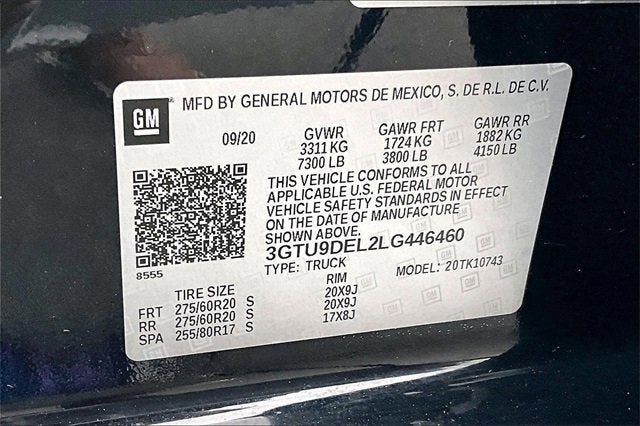 GM MFD BY GENERAL MOTORS DE MEXICO, S. DE R.L. DE C.V.
09/20 GVWR GAWR FRT GAWR RR
3311 KG 1724 KG 1882 KG
7300 LB 3800 LB 4150 LB
THIS VEHICLE CONFORMS TO ALL
APPLICABLE U.S. FEDERAL MOTOR
VEHICLE SAFETY STANDARDS IN EFFECT
ON THE DATE OF MANUFACTURE
SHOWN ABOVE.
3GTU9DEL2LG446460
8555 TYPE: TRUCK MODEL: 20TK10743
TIRE SIZE RIM
FRT 275/60R20 S 20X9J
RR 275/60R20 S 20X9J
SPA 255/80R17 S 17X8J